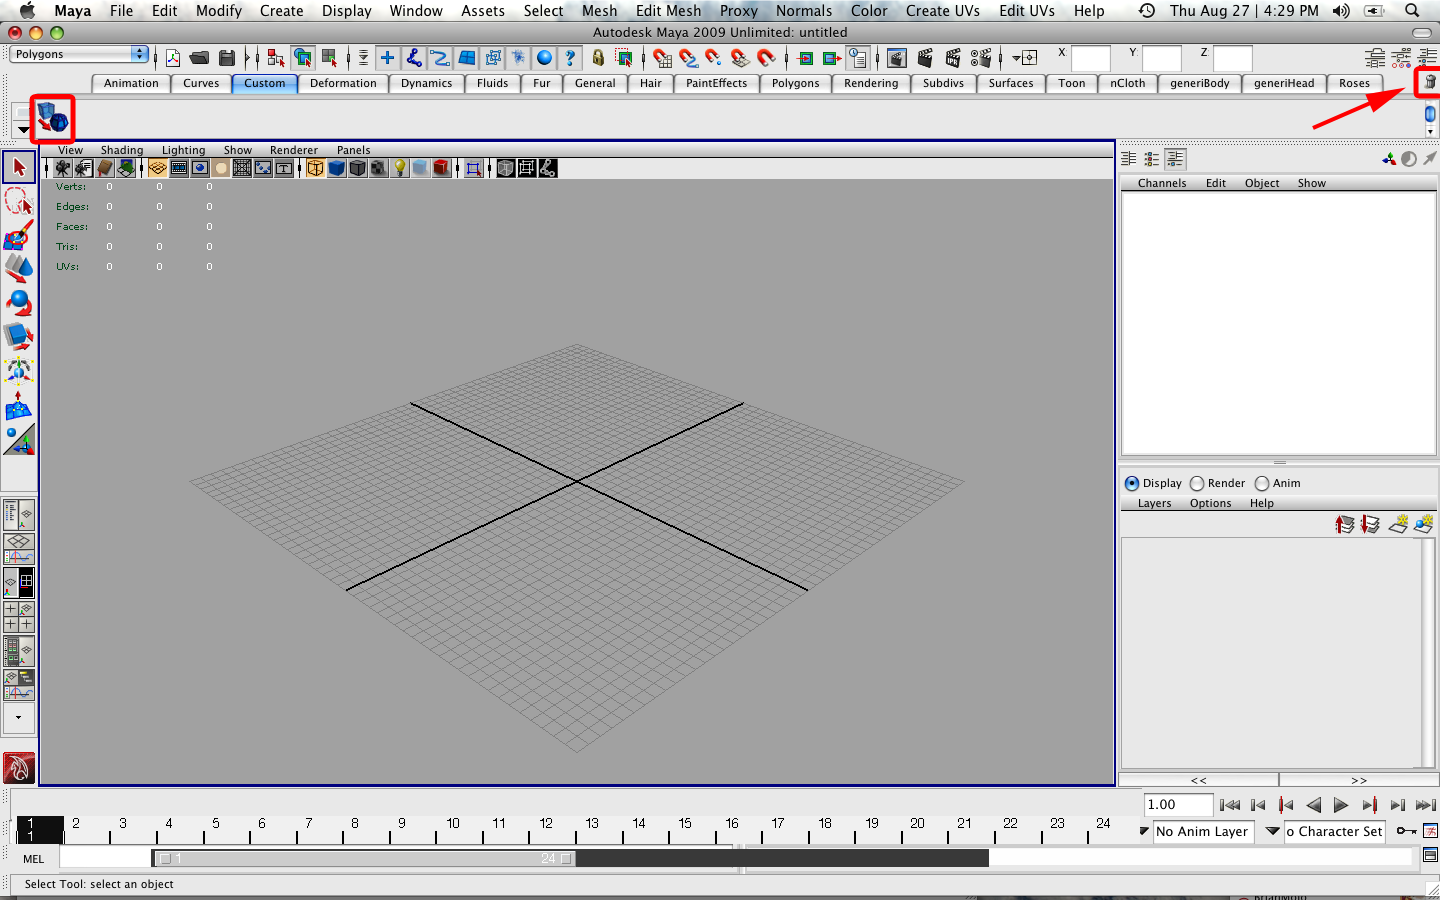 Maya File Edit Modify Create Display Window Assets Select Mesh Edit Mesh Proxy Normals Color Create UVs Edit UVs Help Thu Aug 27 | 4:29 PM
Autodesk Maya 2009 Unlimited: untitled
Polygons X: Y: Z:
Animation Curves Custom Deformation Dynamics Fluids Fur General Hair PaintEffects Polygons Rendering Subdivs Surfaces Toon nCloth generiBody generiHead Roses
View Shading Lighting Show Renderer Panels
Verts: 0 0 0
Edges: 0 0 0
Faces: 0 0 0
Tris: 0 0 0
UVs: 0 0 0
Channels Edit Object Show
Display Render Anim
Layers Options Help
<< >>
1.00
1 2 3 4 5 6 7 8 9 10 11 12 13 14 15 16 17 18 19 20 21 22 23 24
1
No Anim Layer o Character Set
MEL 1 24
Select Tool: select an object